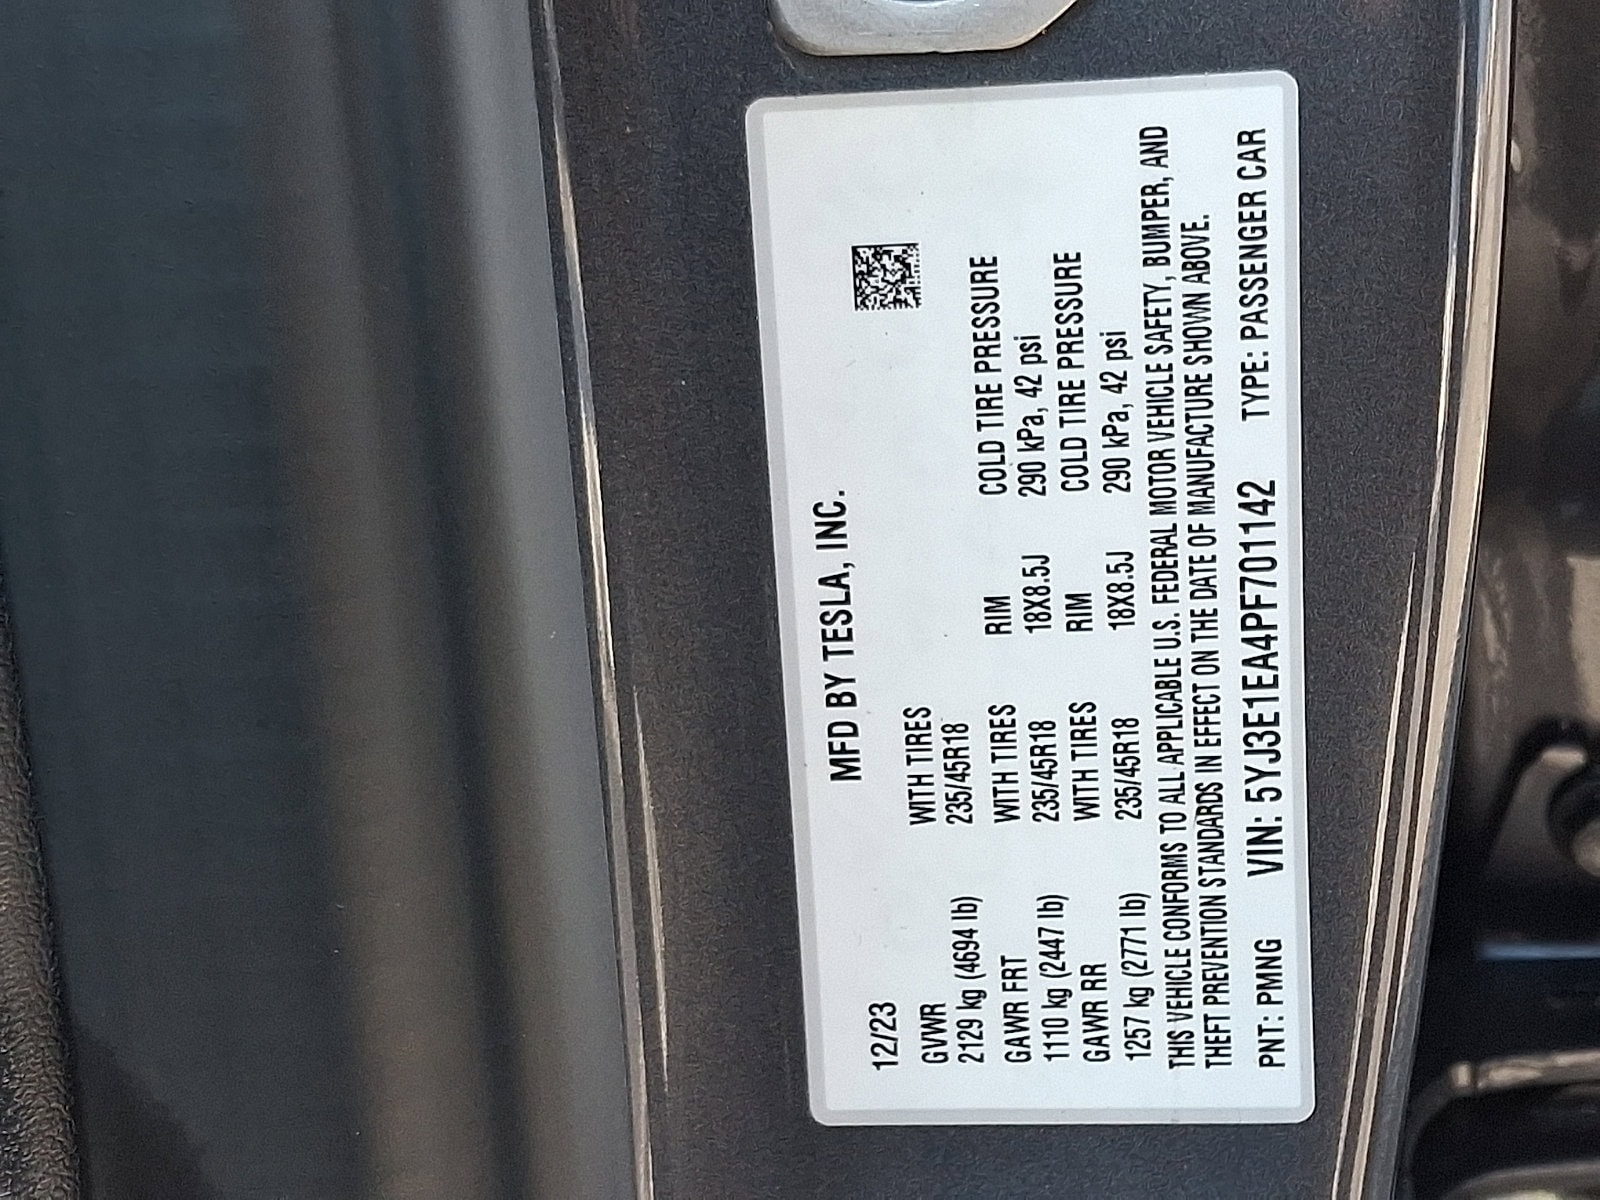 MFD BY TESLA, INC.
12/23
GVWR WITH TIRES
2129 kg (4694 lb) 235/45R18
GAWR FRT WITH TIRES RIM COLD TIRE PRESSURE
1110 kg (2447 lb) 235/45R18 18X8.5J 290 kPa, 42 psi
GAWR RR WITH TIRES RIM COLD TIRE PRESSURE
1257 kg (2771 lb) 235/45R18 18X8.5J 290 kPa, 42 psi
THIS VEHICLE CONFORMS TO ALL APPLICABLE U.S. FEDERAL MOTOR VEHICLE SAFETY, BUMPER, AND
THEFT PREVENTION STANDARDS IN EFFECT ON THE DATE OF MANUFACTURE SHOWN ABOVE.
PNT: PMNG VIN: 5YJ3E1EA4PF701142 TYPE: PASSENGER CAR